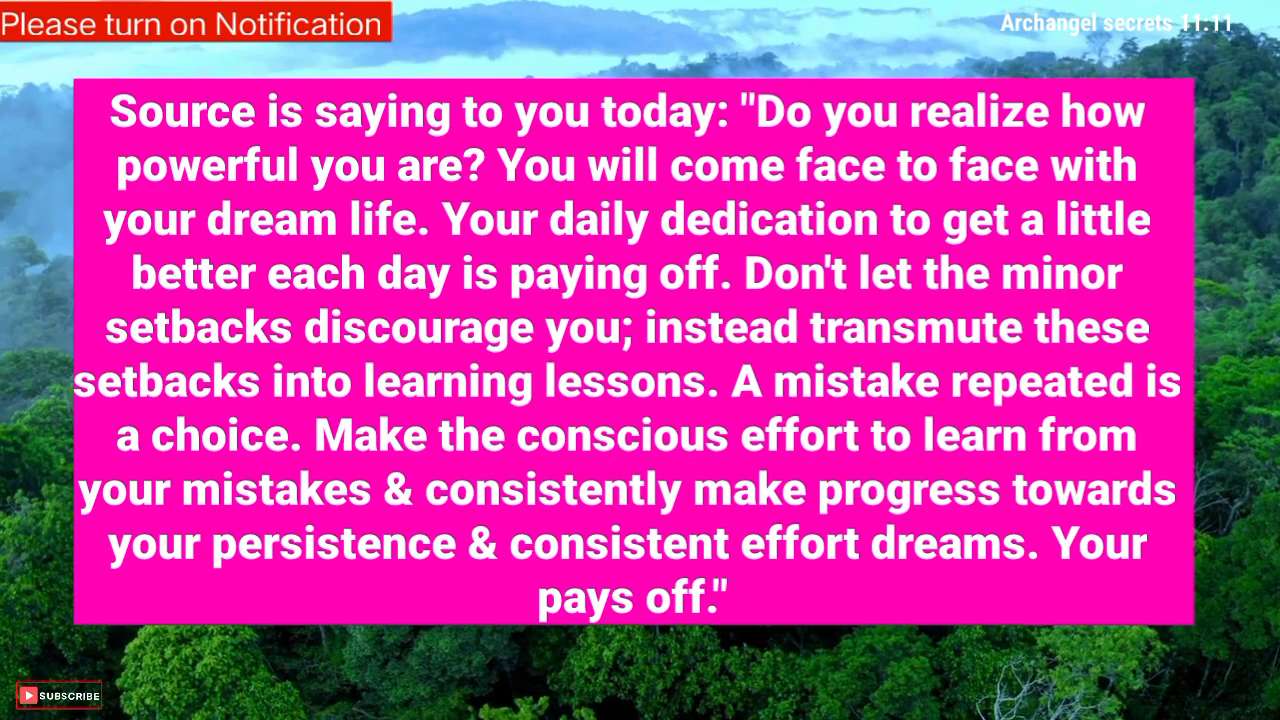 Please turn on Notification
Archangel secrets 11.11
Source is saying to you today: "Do you realize how
powerful you are? You will come face to face with
your dream life. Your daily dedication to get a little
better each day is paying off. Don't let the minor
setbacks discourage you; instead transmute these
setbacks into learning lessons. A mistake repeated is
a choice. Make the conscious effort to learn from
your mistakes & consistently make progress towards
your persistence & consistent effort dreams. Your
pays off."
SUBSCRIBE